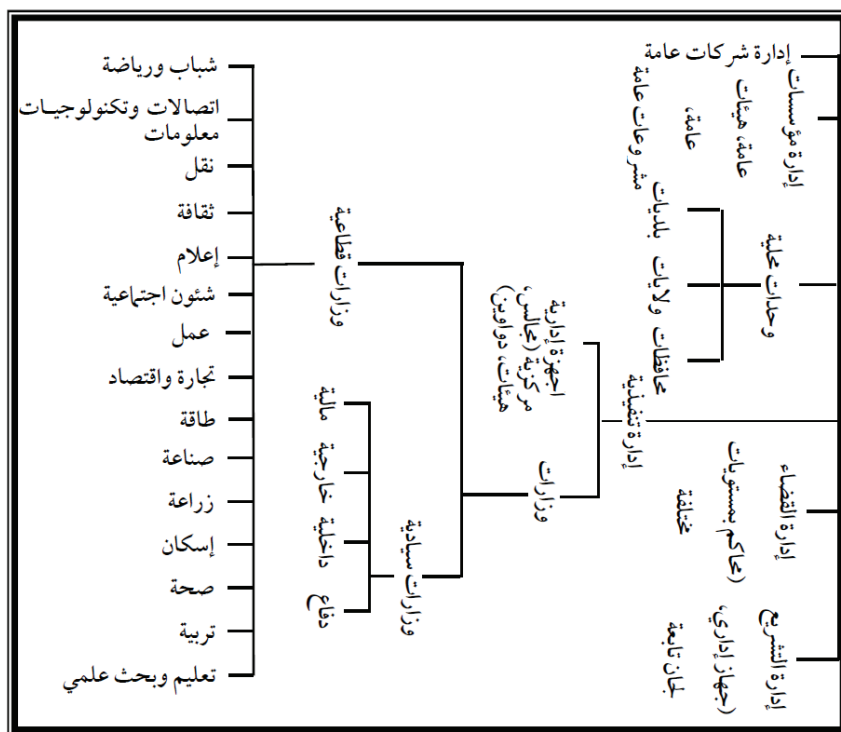 إدارة شركات عامة
إدارة مؤسسات
عامة، هيئات
عامة،
مشروعات عامة
وحدات محلية
بلديات
ولايات
محافظات
إدارة القضاء
(محاكم بمستويات
مختلفة
إدارة التشريع
(جهاز إداري،
لجان تابعة
إدارة تنفيذية
اجهزة إدارية
مركزية (مجالس،
هيئات، دواوين)
وزارات
وزارات قطاعية
وزارات سيادية
مالية
خارجية
داخلية
دفاع
شباب ورياضة
اتصالات وتكنولوجيات
معلومات
نقل
ثقافة
إعلام
شئون اجتماعية
عمل
تجارة واقتصاد
طاقة
صناعة
زراعة
إسكان
صحة
تربية
تعليم وبحث علمي